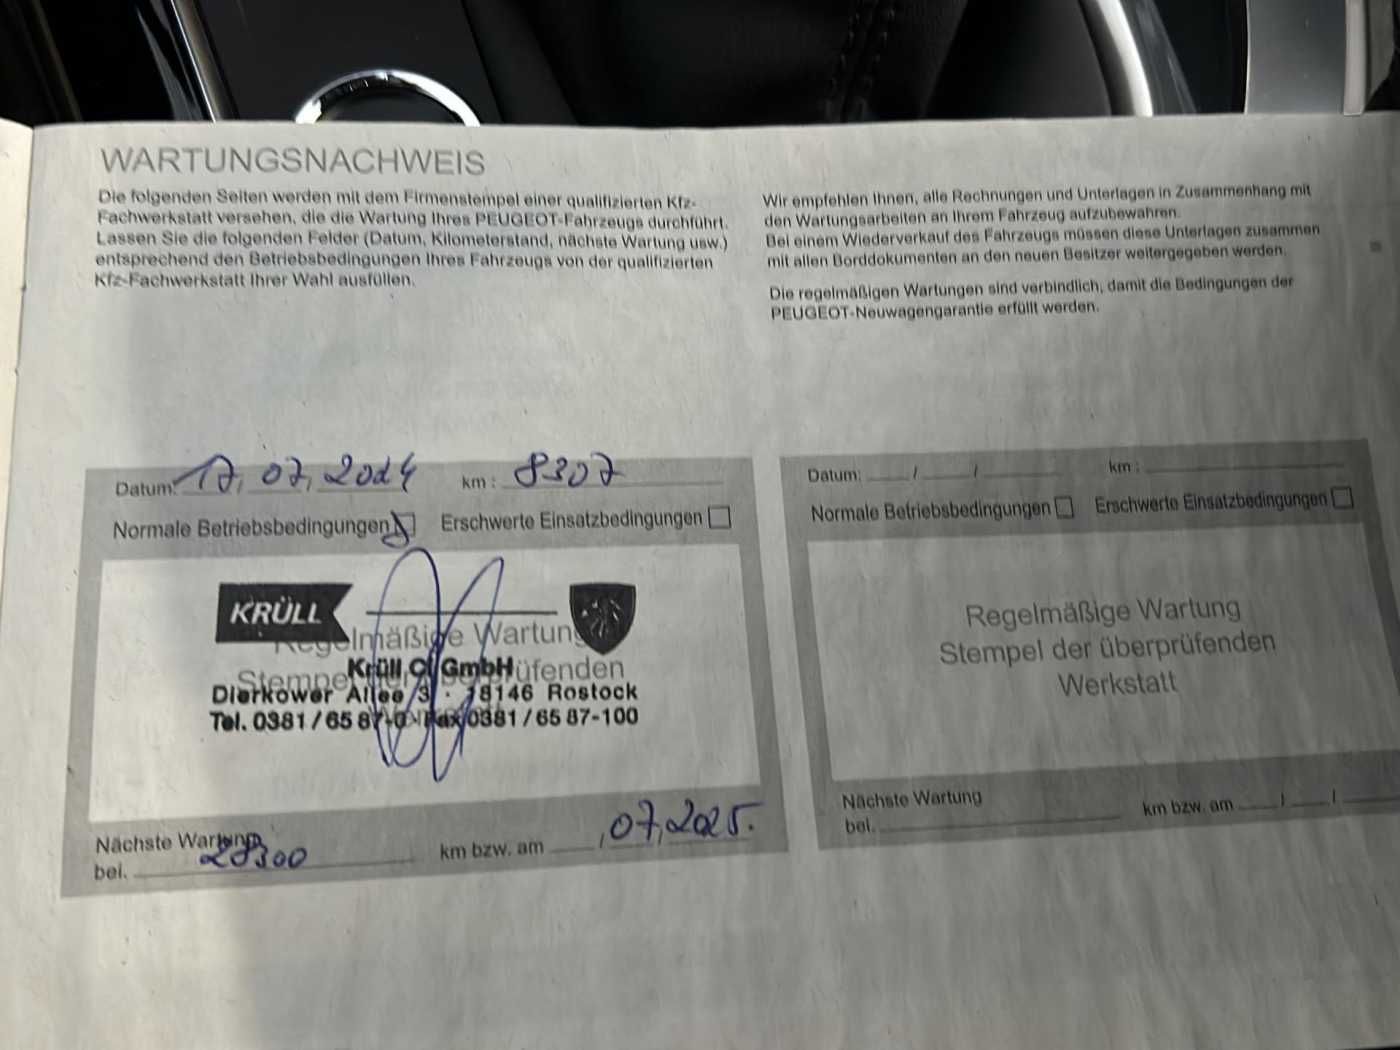 WARTUNGSNACHWEIS
Die folgenden Seiten werden mit dem Firmenstempel einer qualifizierten Kfz-
Fachwerkstatt versehen, die die Wartung Ihres PEUGEOT-Fahrzeugs durchführt.
Lassen Sie die folgenden Felder (Datum, Kilometerstand, nächste Wartung usw.)
entsprechend den Betriebsbedingungen Ihres Fahrzeugs von der qualifizierten
Kfz-Fachwerkstatt Ihrer Wahl ausfüllen.
Wir empfehlen Ihnen, alle Rechnungen und Unterlagen in Zusammenhang mit
den Wartungsarbeiten an Ihrem Fahrzeug aufzubewahren.
Bei einem Wiederverkauf des Fahrzeugs müssen diese Unterlagen zusammen
mit allen Borddokumenten an den neuen Besitzer weitergegeben werden.
Die regelmäßigen Wartungen sind verbindlich, damit die Bedingungen der
PEUGEOT-Neuwagengarantie erfüllt werden.
Datum: 17, 07, 2024 km : 8307
Normale Betriebsbedingungen Erschwerte Einsatzbedingungen
KRÜLL
Regelmäßige Wartung
Krüll C GmbH
Stempel überprüfenden
Dierkower Allee 3 · 18146 Rostock
Tel. 0381 / 65 87-0 · Fax 0381 / 65 87-100
Nächste Wartung
bei. 28300 km bzw. am , 07, 2025.
Datum: / / km :
Normale Betriebsbedingungen Erschwerte Einsatzbedingungen
Regelmäßige Wartung
Stempel der überprüfenden
Werkstatt
Nächste Wartung
bei. km bzw. am / /